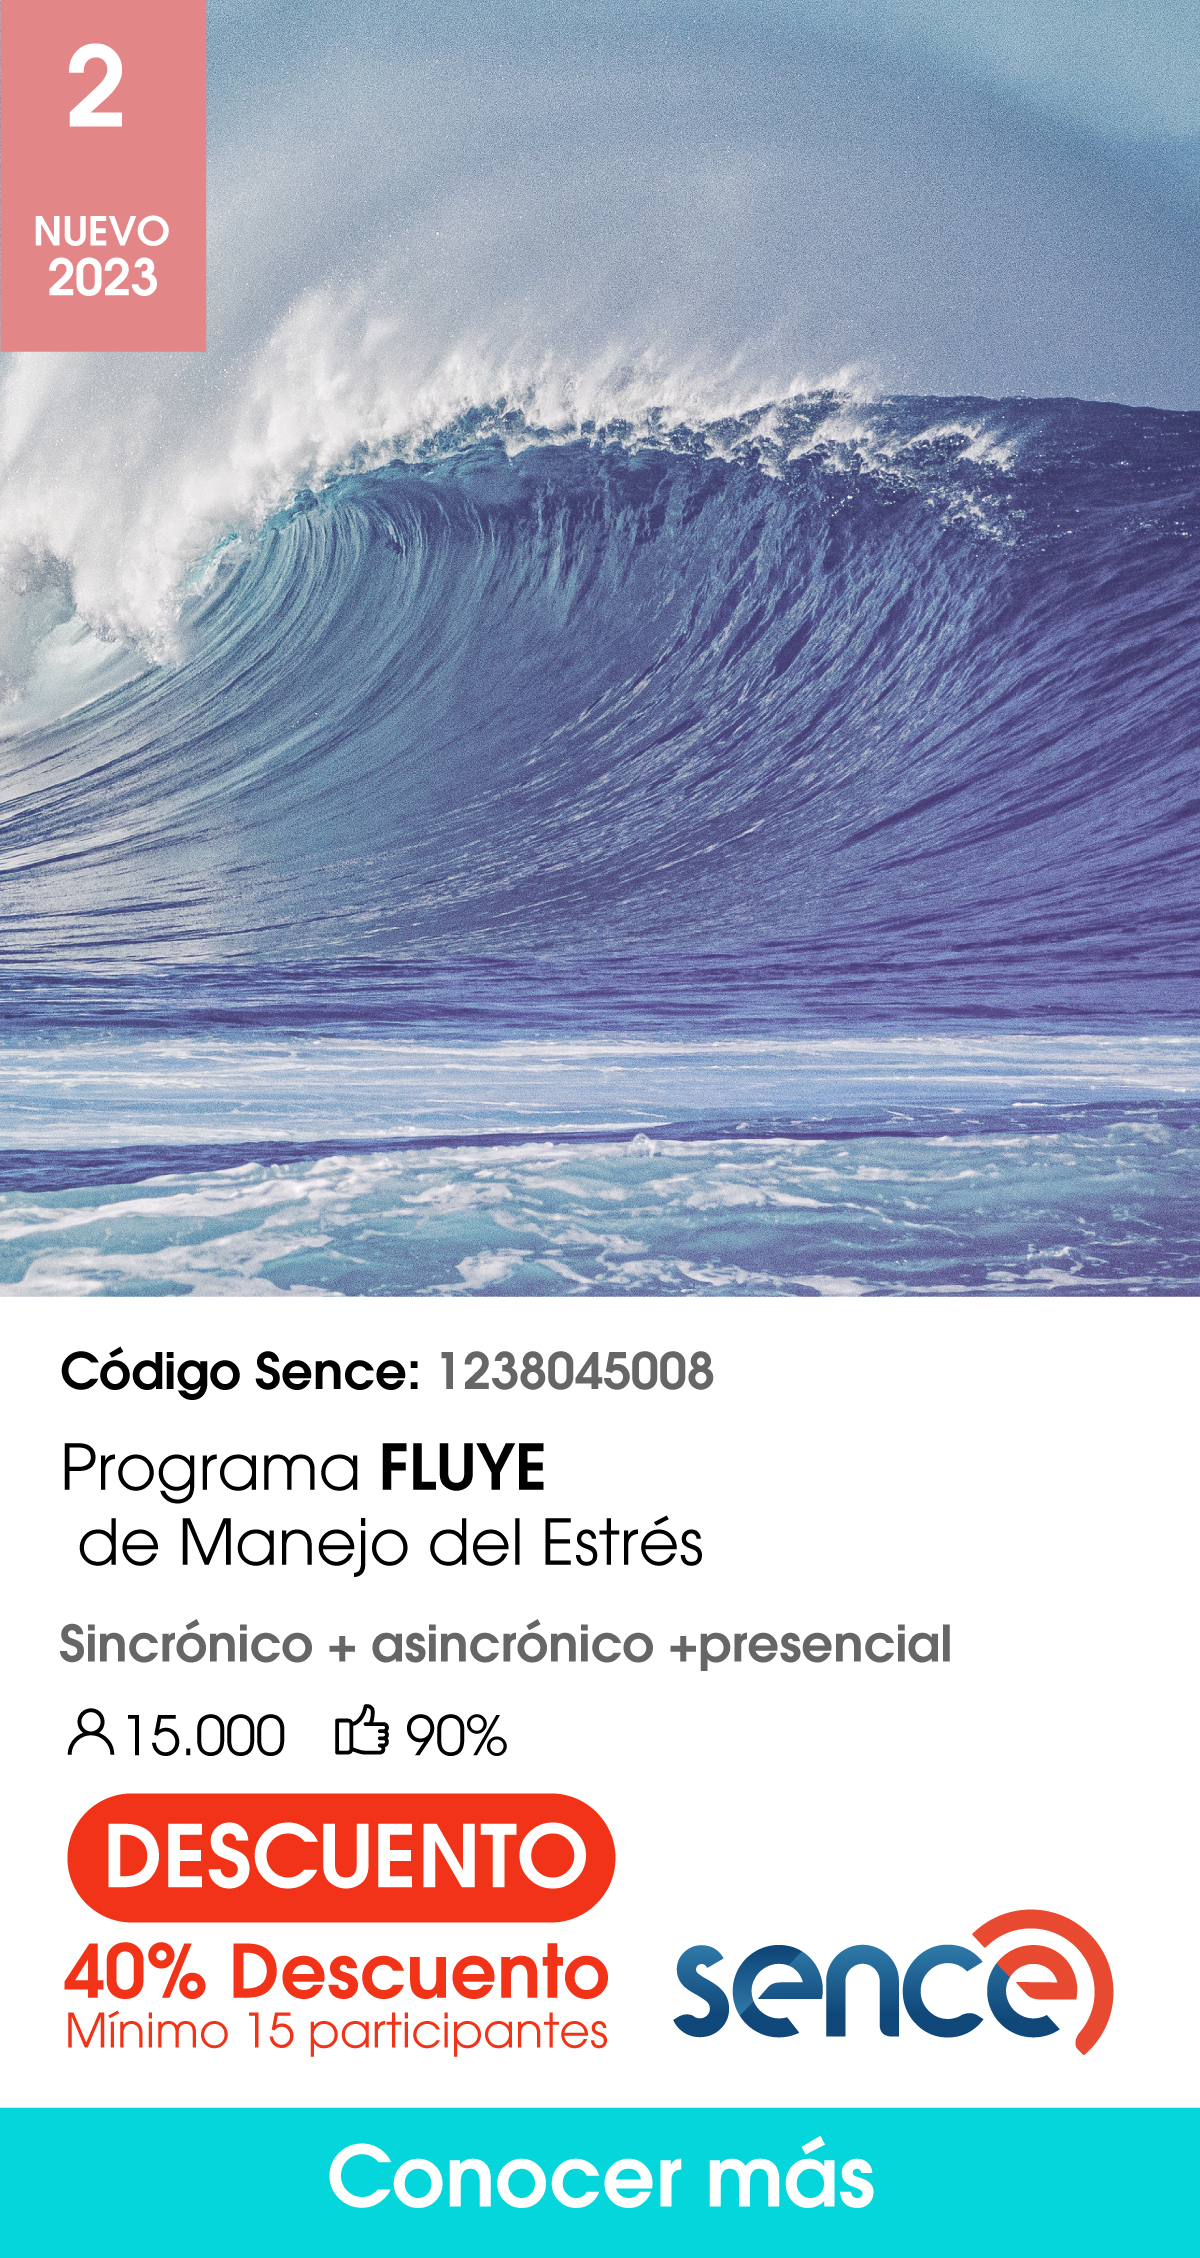 2
NUEVO
2023
Código Sence: 1238045008
Programa FLUYE
de Manejo del Estrés
Sincrónico + asincrónico +presencial
15.000 90%
DESCUENTO
40% Descuento
Mínimo 15 participantes
sence
Conocer más